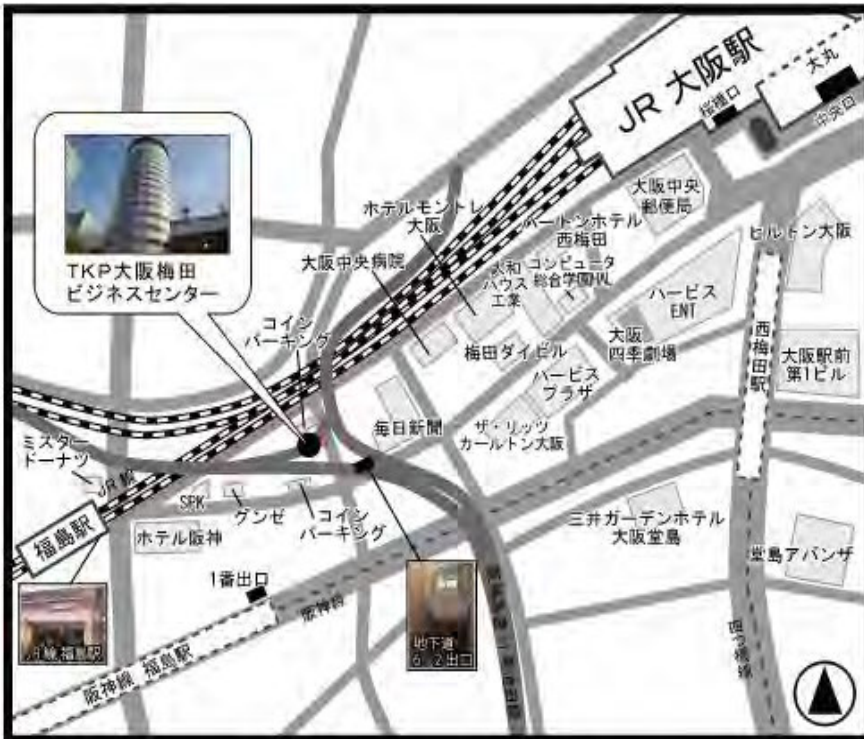 JR 大阪駅
大丸
桜橋口
中央口
大阪中央
郵便局
ホテルモントレ
大阪
ハートンホテル
西梅田
ヒルトン大阪
TKP大阪梅田
ビジネスセンター
大阪中央病院
大和
ハウス
工業
コンピュータ
総合学園HAL
ハービス
ENT
コイン
パーキング
梅田ダイビル
大阪
四季劇場
西梅田駅
大阪駅前
第1ビル
ハービス
プラザ
毎日新聞
ザ・リッツ
カールトン大阪
ミスター
ドーナツ
JR線
SPK
グンゼ
コイン
パーキング
福島駅
ホテル阪神
三井ガーデンホテル
大阪堂島
堂島アバンザ
1番出口
阪神線
JR線 福島駅
地下道
6-2出口
阪神線 福島駅
四つ橋線